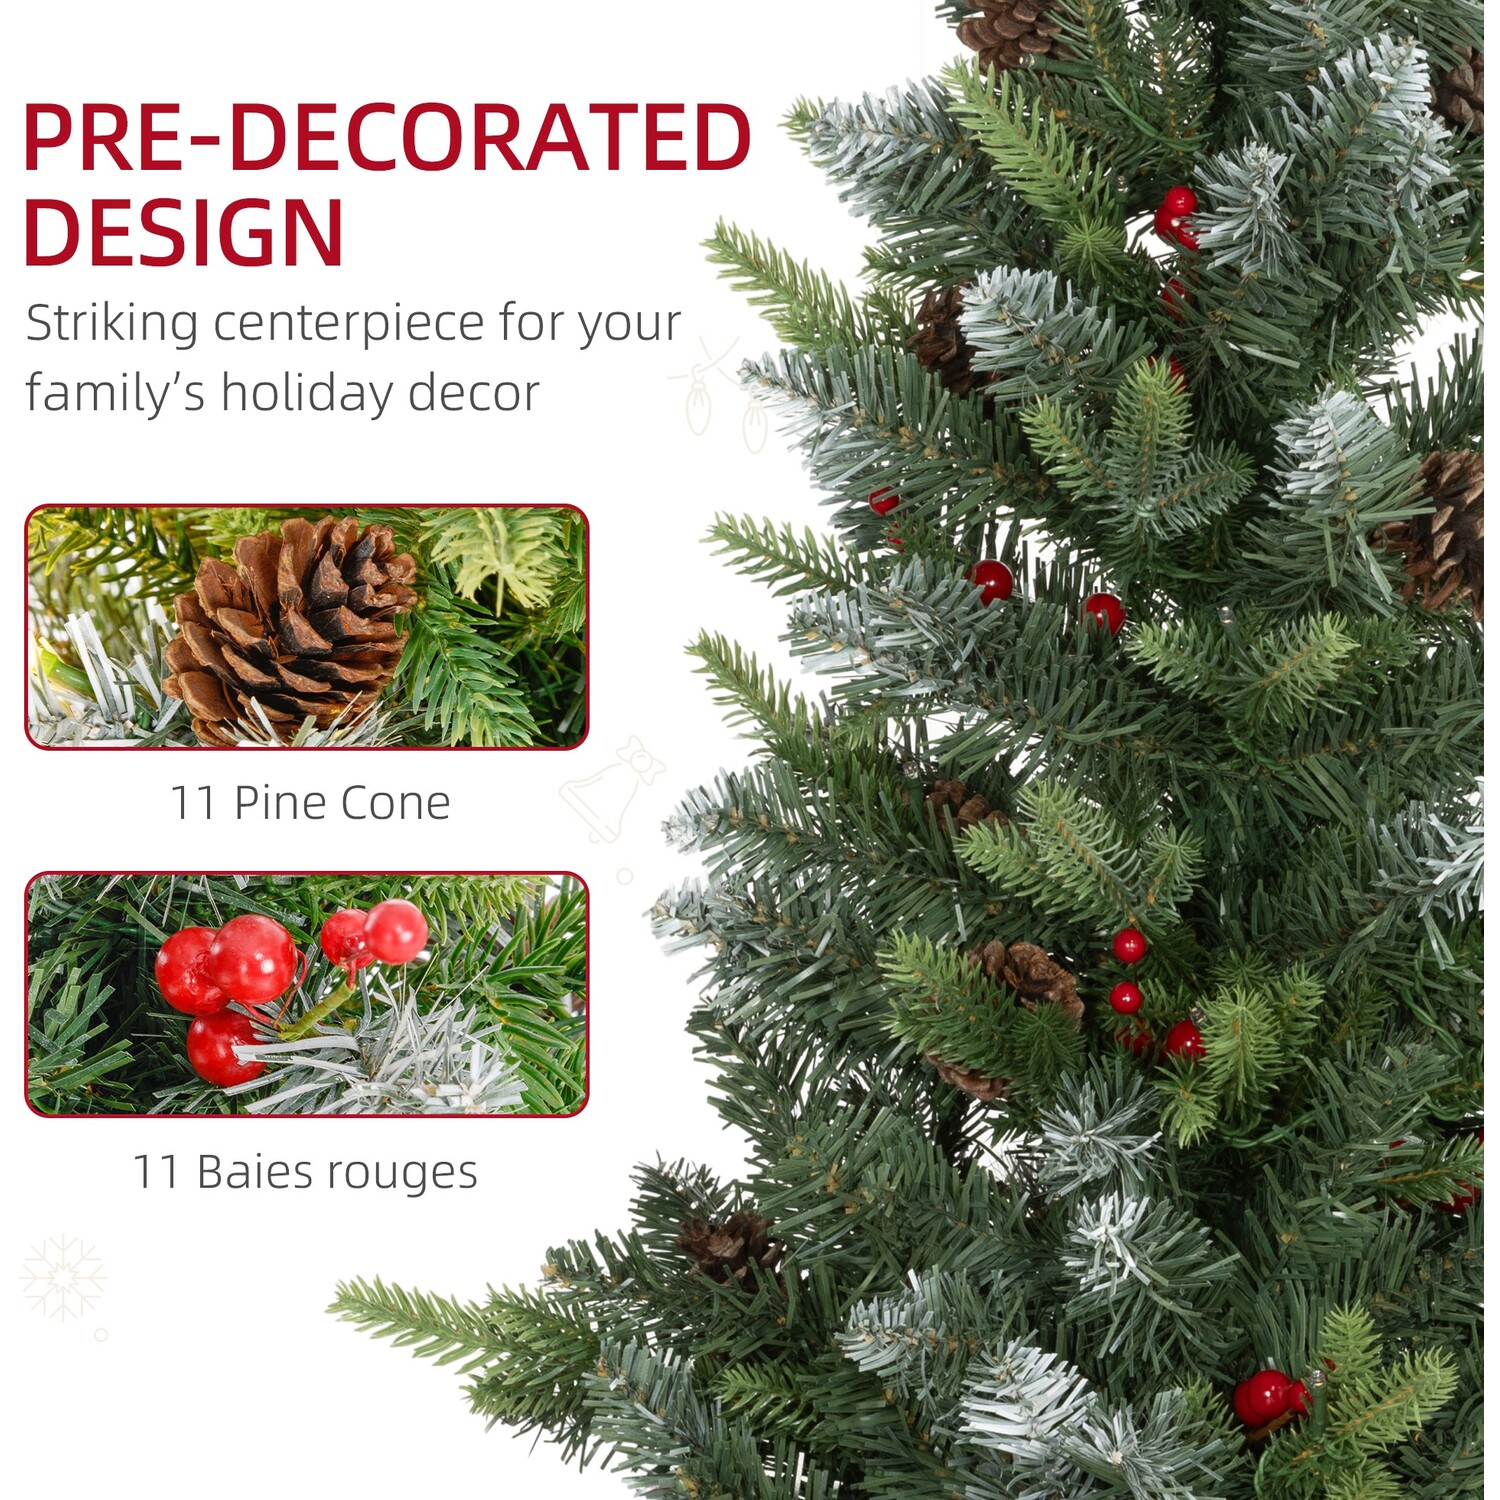 PRE-DECORATED
DESIGN
Striking centerpiece for your
family’s holiday decor
11 Pine Cone
11 Baies rouges